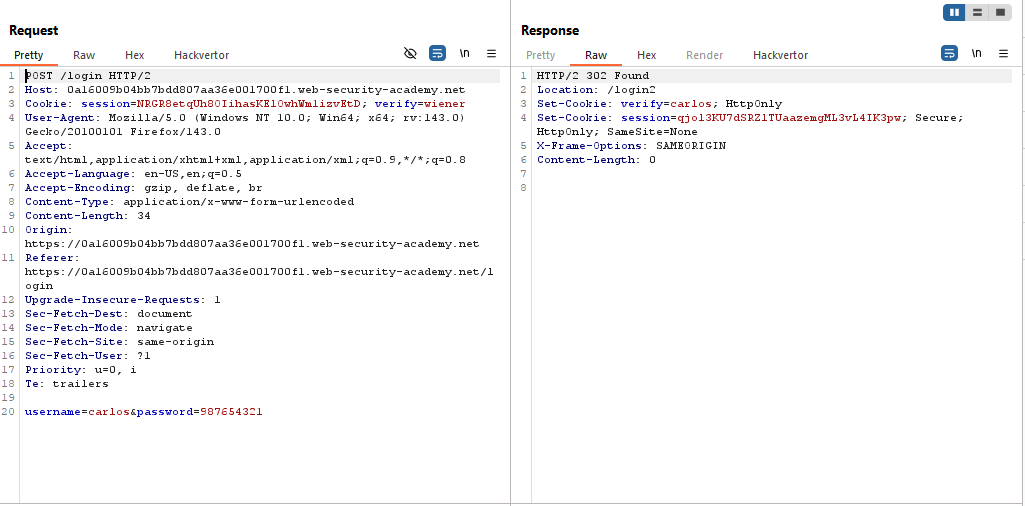 Request
Pretty Raw Hex Hackvertor \n
1 POST /login HTTP/2
2 Host: 0a16009b04bb7bdd807aa36e001700f1.web-security-academy.net
3 Cookie: session=NRGR8etqUh80IihasKEl0whWmlizvEtD; verify=wiener
4 User-Agent: Mozilla/5.0 (Windows NT 10.0; Win64; x64; rv:143.0)
Gecko/20100101 Firefox/143.0
5 Accept:
text/html,application/xhtml+xml,application/xml;q=0.9,*/*;q=0.8
6 Accept-Language: en-US,en;q=0.5
7 Accept-Encoding: gzip, deflate, br
8 Content-Type: application/x-www-form-urlencoded
9 Content-Length: 34
10 Origin:
https://0a16009b04bb7bdd807aa36e001700f1.web-security-academy.net
11 Referer:
https://0a16009b04bb7bdd807aa36e001700f1.web-security-academy.net/l
ogin
12 Upgrade-Insecure-Requests: 1
13 Sec-Fetch-Dest: document
14 Sec-Fetch-Mode: navigate
15 Sec-Fetch-Site: same-origin
16 Sec-Fetch-User: ?1
17 Priority: u=0, i
18 Te: trailers
19
20 username=carlos&password=987654321
Response
Pretty Raw Hex Render Hackvertor \n
1 HTTP/2 302 Found
2 Location: /login2
3 Set-Cookie: verify=carlos; HttpOnly
4 Set-Cookie: session=qjol3KU7dSRZlTUaazemgML3vL4IK3pw; Secure;
HttpOnly; SameSite=None
5 X-Frame-Options: SAMEORIGIN
6 Content-Length: 0
7
8